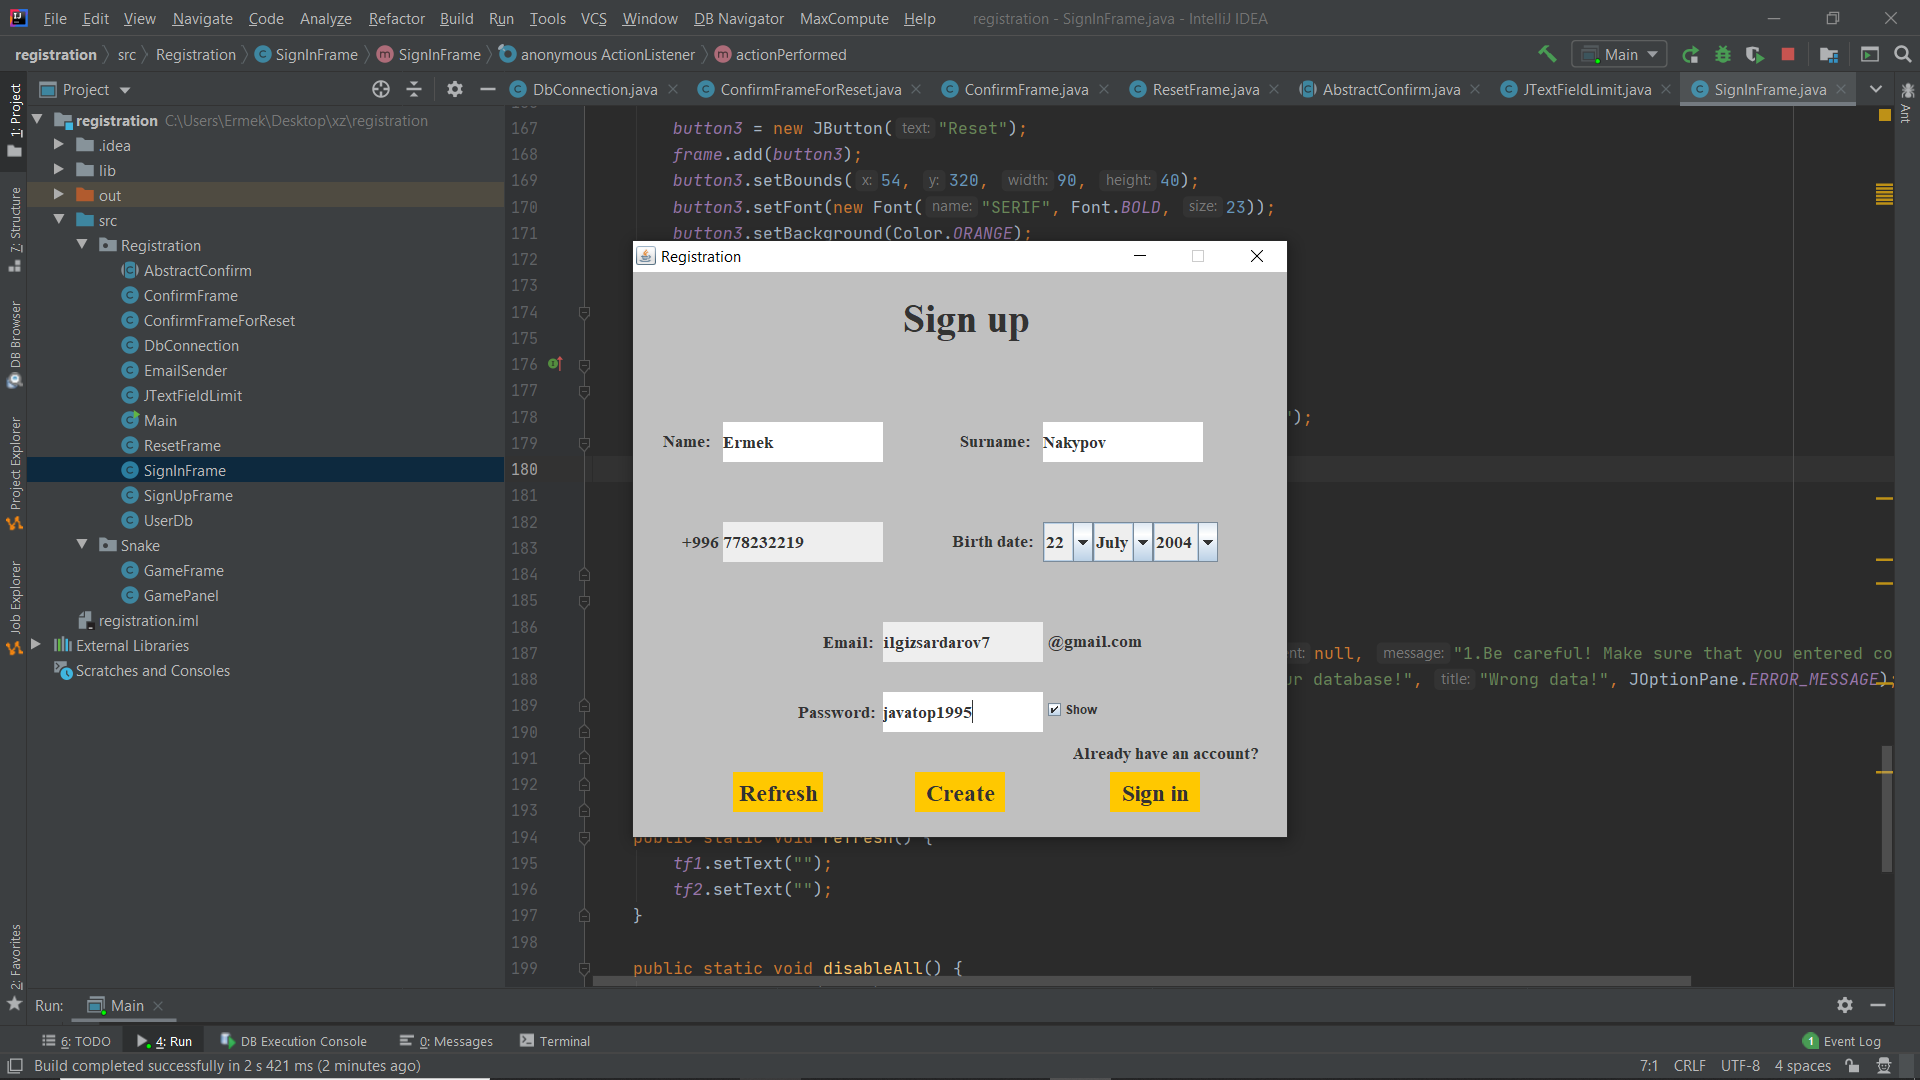 File Edit View Navigate Code Analyze Refactor Build Run Tools VCS Window DB Navigator MaxCompute Help registration - SignInFrame.java - IntelliJ IDEA
registration src Registration SignInFrame SignInFrame anonymous ActionListener actionPerformed Main
Project DbConnection.java ConfirmFrameForReset.java ConfirmFrame.java ResetFrame.java AbstractConfirm.java JTextFieldLimit.java SignInFrame.java
1: Project
7: Structure
DB Browser
Project Explorer
Job Explorer
2: Favorites
Ant
registration C:\Users\Ermek\Desktop\xz\registration
.idea
lib
out
src
Registration
AbstractConfirm
ConfirmFrame
ConfirmFrameForReset
DbConnection
EmailSender
JTextFieldLimit
Main
ResetFrame
SignInFrame
SignUpFrame
UserDb
Snake
GameFrame
GamePanel
registration.iml
External Libraries
Scratches and Consoles
167 button3 = new JButton( text: "Reset");
168 frame.add(button3);
169 button3.setBounds( x: 54, y: 320, width: 90, height: 40);
170 button3.setFont(new Font( name: "SERIF", Font.BOLD, size: 23));
171 button3.setBackground(Color.ORANGE);
172
173
174
175
176
177
178 ");
179
180
181
182
183
184
185
186
187 null, message: "1.Be careful! Make sure that you entered co
188 ur database!", title: "Wrong data!", JOptionPane.ERROR_MESSAGE);
189
190
191
192
193
194 public static void refresh() {
195 tf1.setText("");
196 tf2.setText("");
197 }
198
199 public static void disableAll() {
Registration
Sign up
Name: Ermek Surname: Nakypov
+996 778232219 Birth date: 22 July 2004
Email: ilgizsardarov7 @gmail.com
Password: javatop1995 Show
Already have an account?
Refresh Create Sign in
Run: Main
6: TODO 4: Run DB Execution Console 0: Messages Terminal 1 Event Log
Build completed successfully in 2 s 421 ms (2 minutes ago) 7:1 CRLF UTF-8 4 spaces